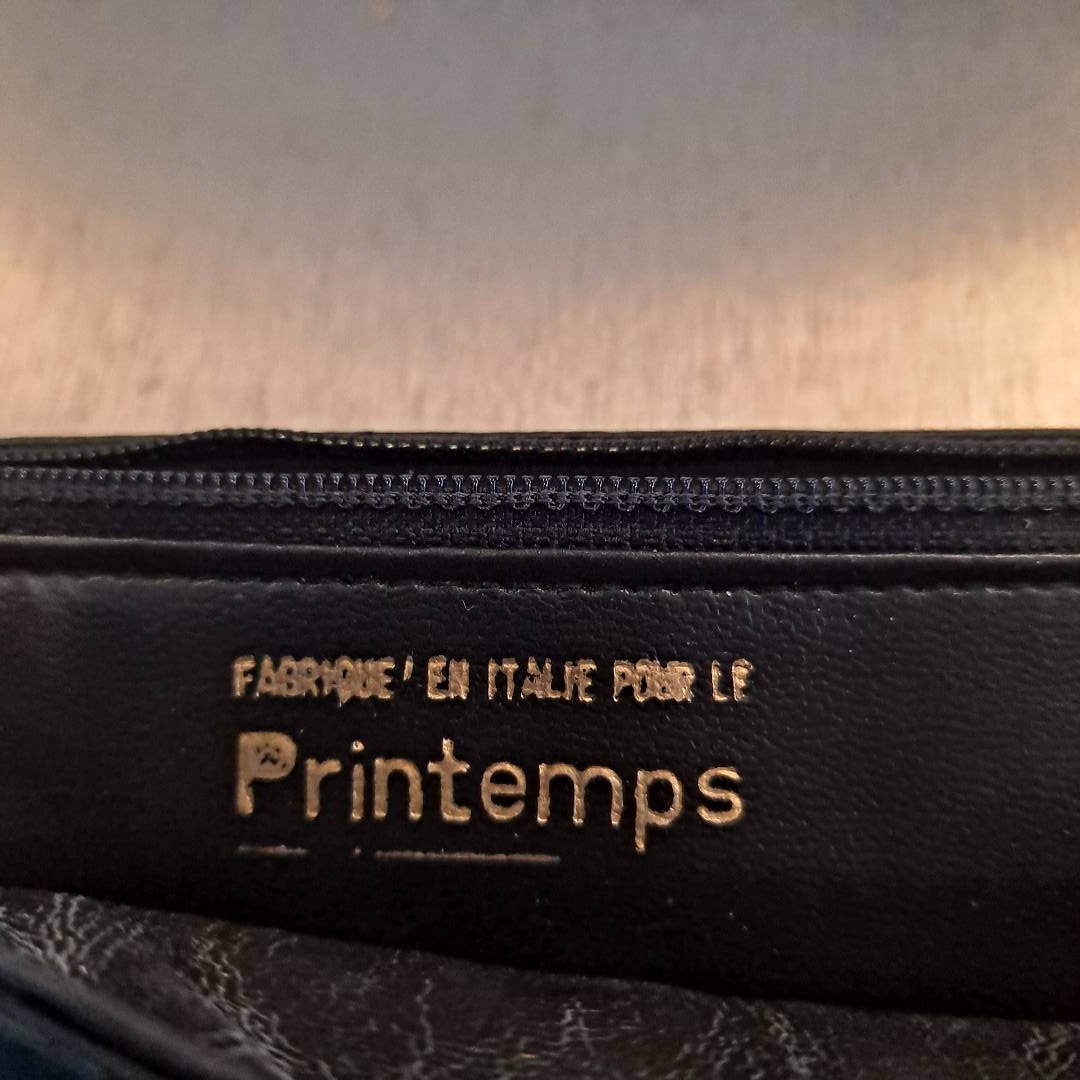 FABRIQUE' EN ITALIE POUR LE
Printemps